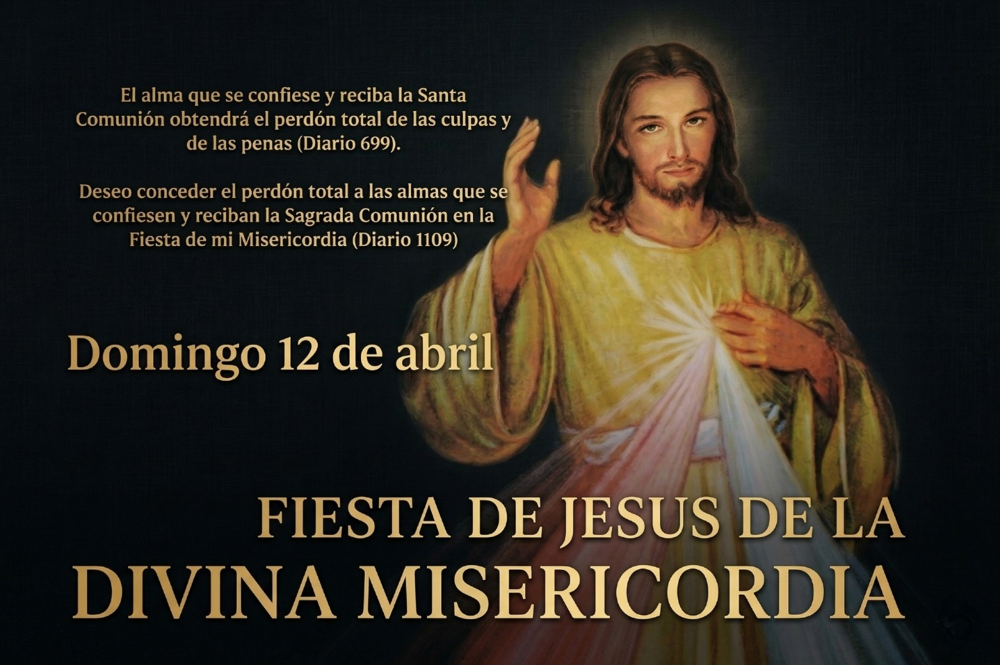 El alma que se confiese y reciba la Santa
Comunión obtendrá el perdón total de las culpas y
de las penas (Diario 699).
Deseo conceder el perdón total a las almas que se
confiesen y reciban la Sagrada Comunión en la
Fiesta de mi Misericordia (Diario 1109)
Domingo 12 de abril
FIESTA DE JESUS DE LA
DIVINA MISERICORDIA